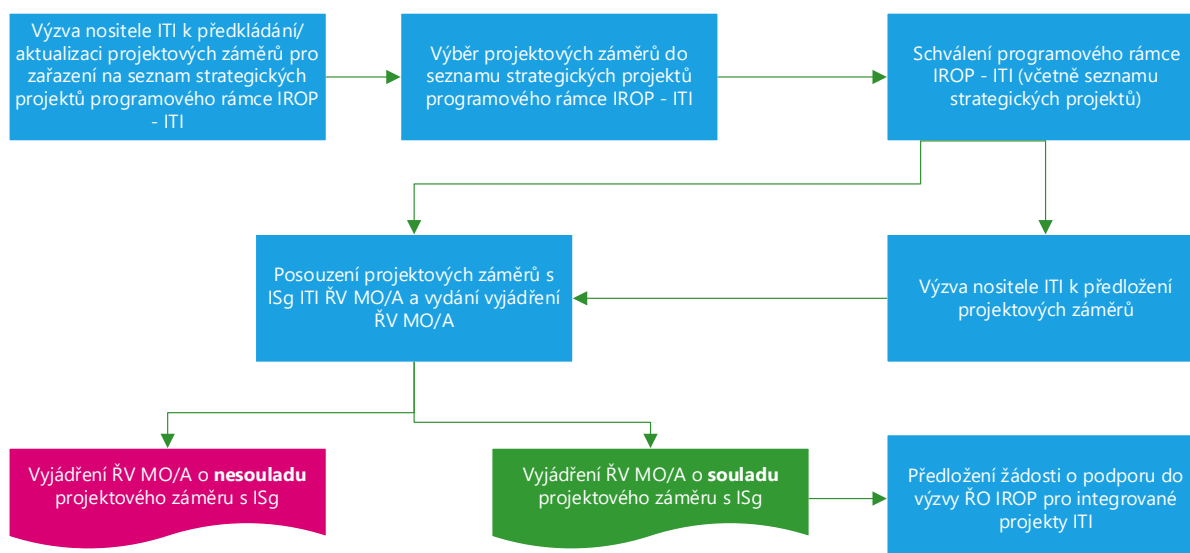 Výzva nositele ITI k předkládání/
aktualizaci projektových záměrů pro
zařazení na seznam strategických
projektů programového rámce IROP
- ITI
Výběr projektových záměrů do
seznamu strategických projektů
programového rámce IROP - ITI
Schválení programového rámce
IROP - ITI (včetně seznamu
strategických projektů)
Posouzení projektových záměrů s
ISg ITI ŘV MO/A a vydání vyjádření
ŘV MO/A
Výzva nositele ITI k předložení
projektových záměrů
Vyjádření ŘV MO/A o nesouladu
projektového záměru s ISg
Vyjádření ŘV MO/A o souladu
projektového záměru s ISg
Předložení žádosti o podporu do
výzvy ŘO IROP pro integrované
projekty ITI